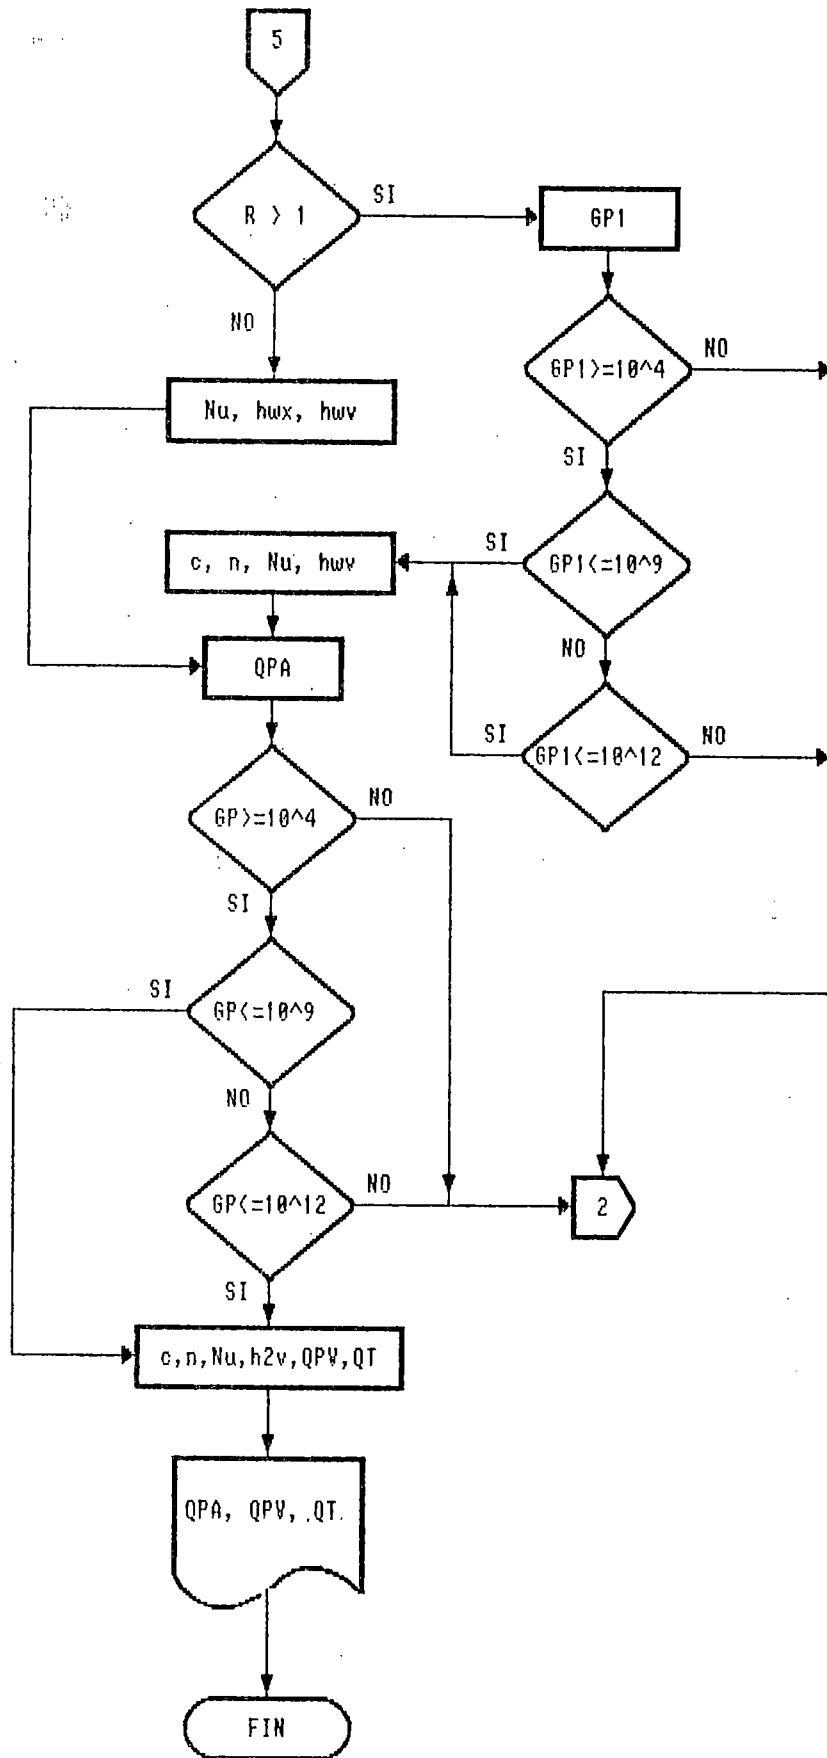 5
R > 1
SI
GP1
NO
GP1>=10^4
NO
Nu, hwx, hwv
SI
c, n, Nu, hwv
SI
GP1<=10^9
QPA
NO
SI
GP1<=10^12
NO
GP>=10^4
NO
SI
SI
GP<=10^9
NO
GP<=10^12
NO
2
SI
c,n,Nu,h2v,QPV,QT
QPA, QPV, QT
FIN